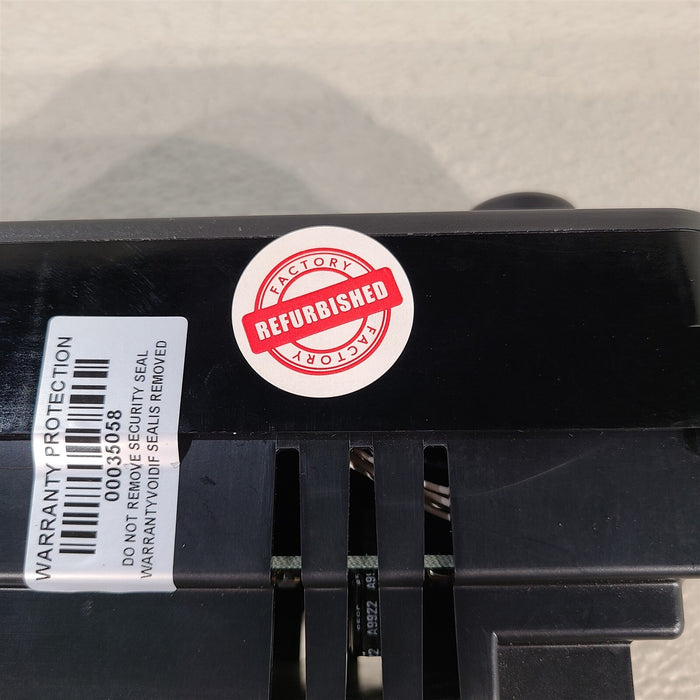 FACTORY
REFURBISHED
FACTORY
WARRANTY PROTECTION
00035058
DO NOT REMOVE SECURITY SEAL
WARRANTYVOIDIF SEALIS REMOVED
A9922